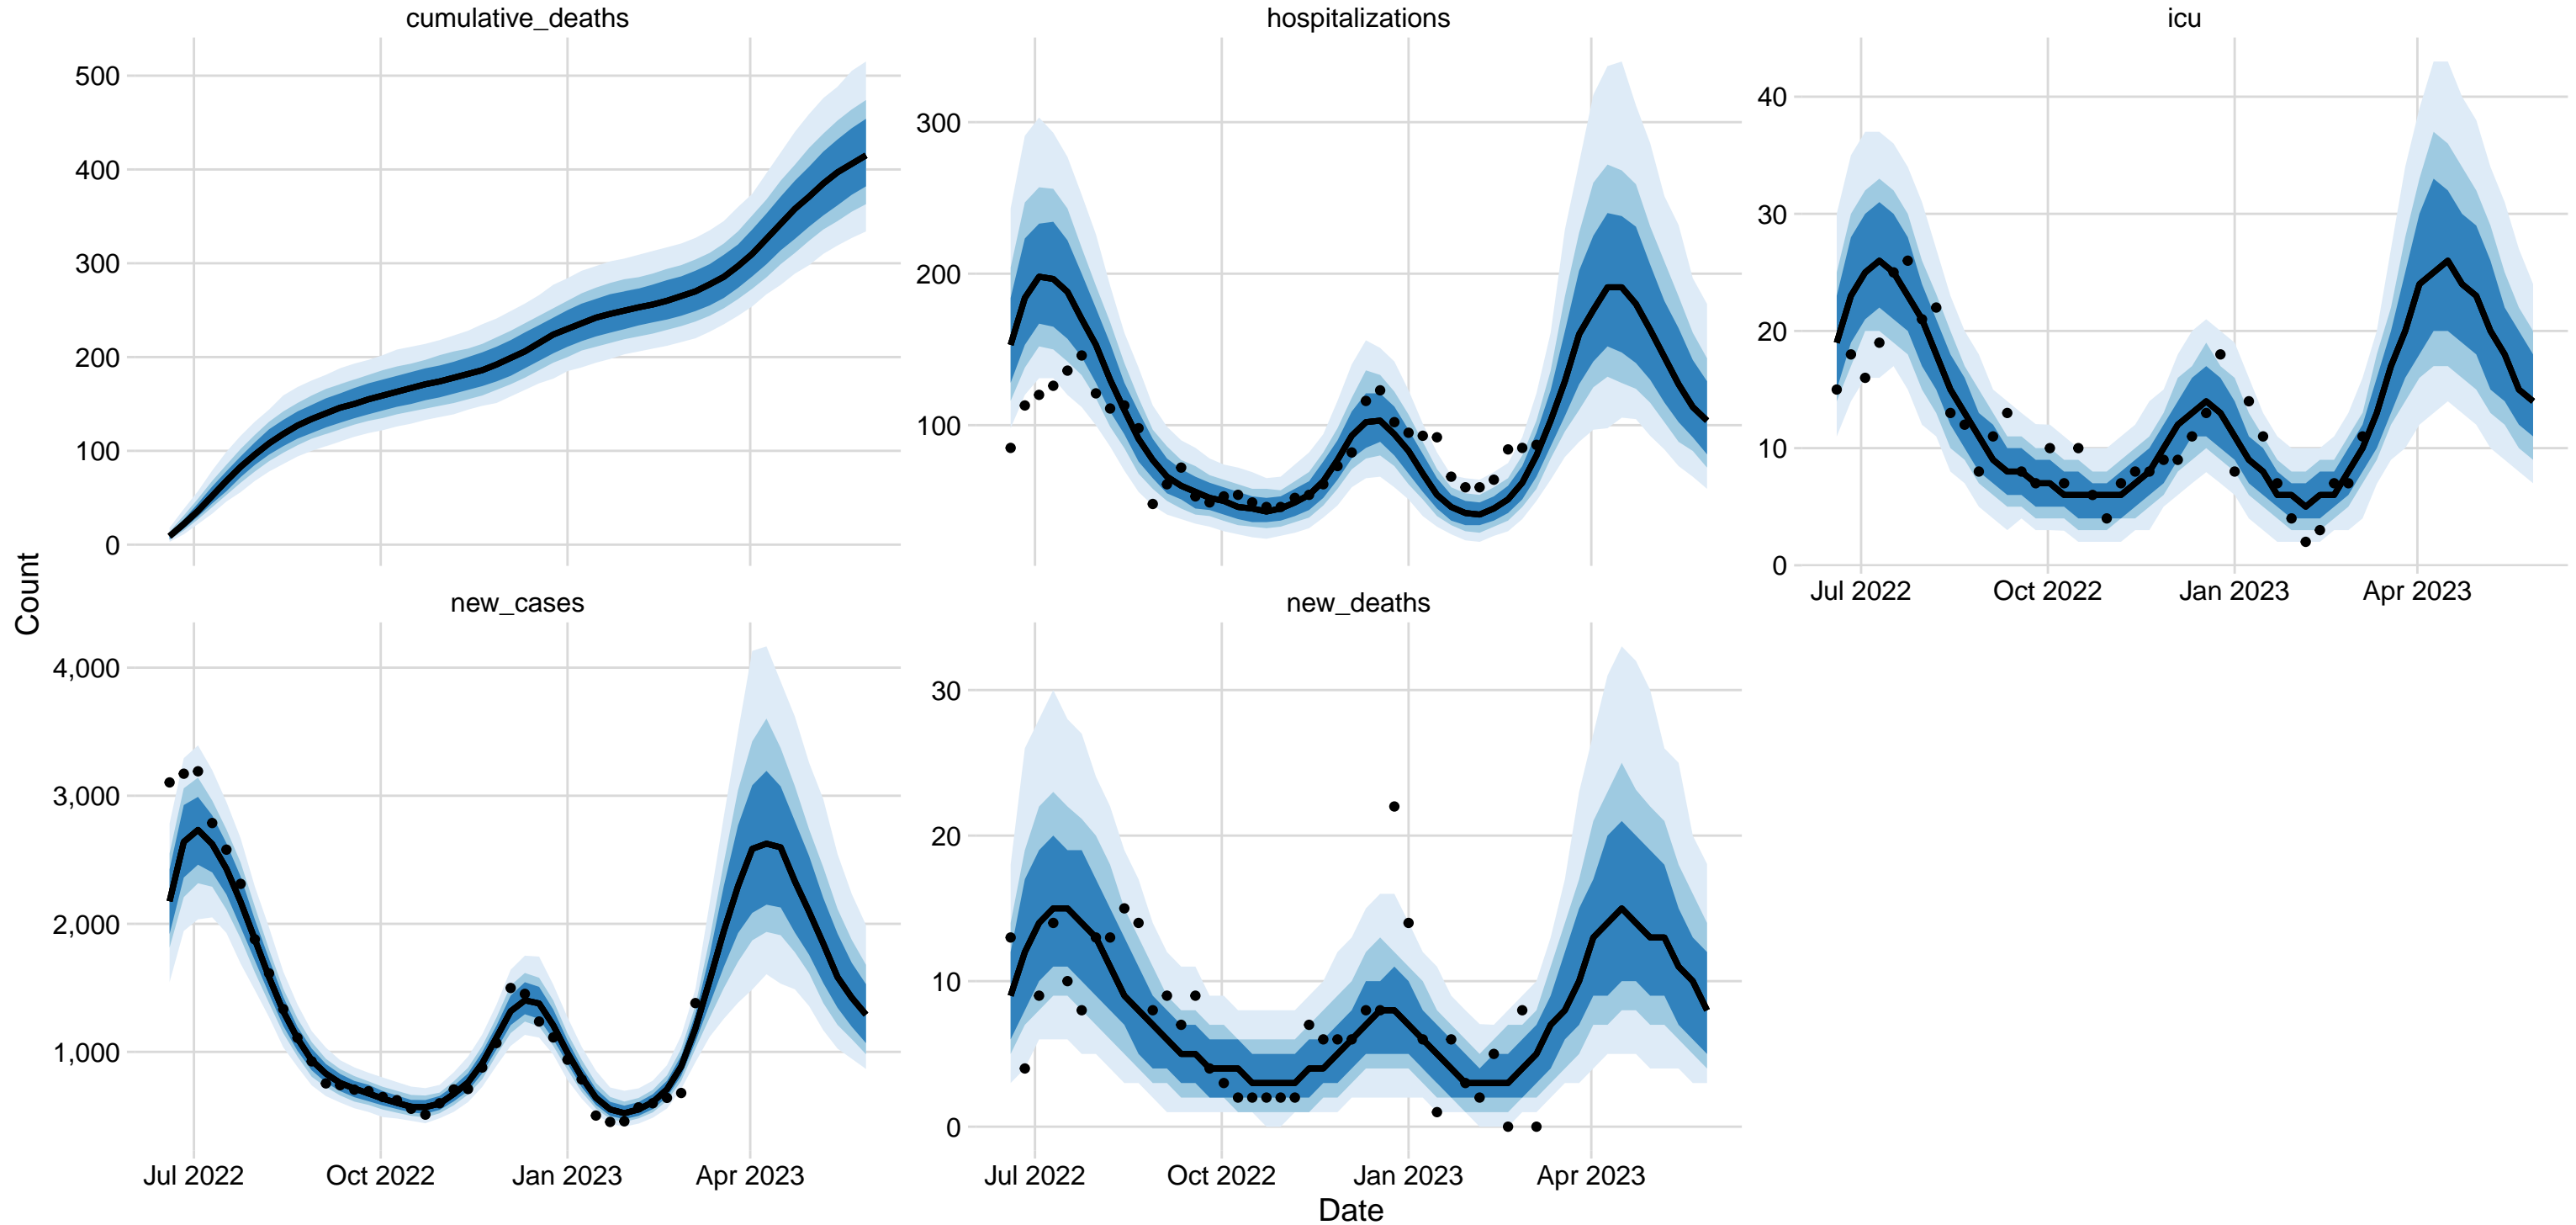 cumulative_deaths
hospitalizations
icu
500
400
300
200
100
0
300
200
100
40
30
20
10
0
Jul 2022 Oct 2022 Jan 2023 Apr 2023
Count
new_cases
new_deaths
4,000
3,000
2,000
1,000
30
20
10
0
Jul 2022 Oct 2022 Jan 2023 Apr 2023
Jul 2022 Oct 2022 Jan 2023 Apr 2023
Date